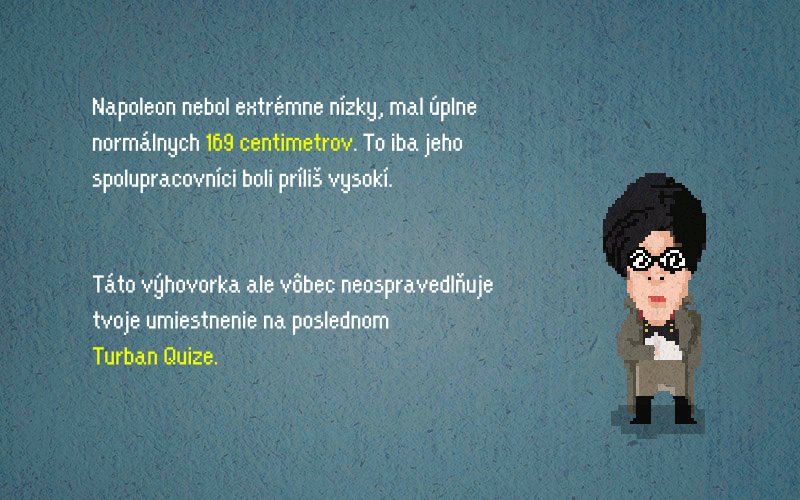 Napoleon nebol extrémne nízky, mal úplne
normálnych 169 centimetrov. To iba jeho
spolupracovníci boli príliš vysokí.
Táto výhovorka ale vôbec neospravedlňuje
tvoje umiestnenie na poslednom
Turban Quize.